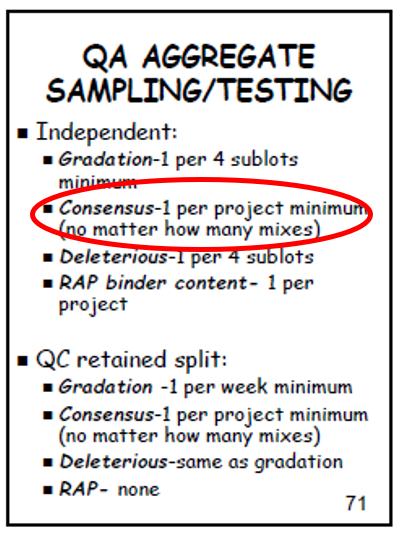 QA AGGREGATE
SAMPLING/TESTING
■ Independent:
■ Gradation-1 per 4 sublots
minimum
■ Consensus-1 per project minimum
(no matter how many mixes)
■ Deleterious-1 per 4 sublots
■ RAP binder content- 1 per
project
■ QC retained split:
■ Gradation -1 per week minimum
■ Consensus-1 per project minimum
(no matter how many mixes)
■ Deleterious-same as gradation
■ RAP- none
71